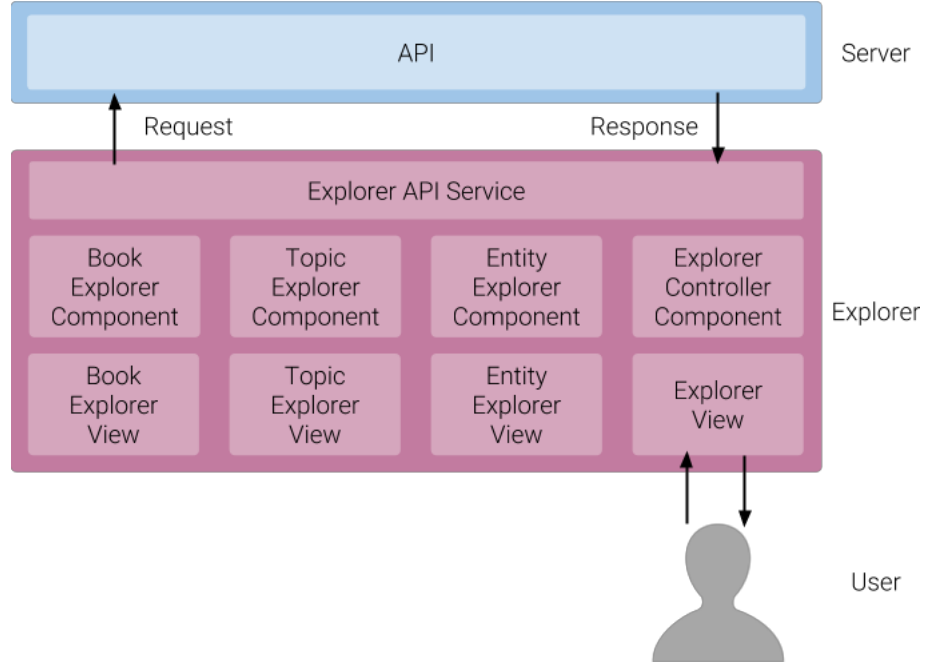 API
Server
Request
Response
Explorer API Service
Book
Explorer
Component
Topic
Explorer
Component
Entity
Explorer
Component
Explorer
Controller
Component
Explorer
Book
Explorer
View
Topic
Explorer
View
Entity
Explorer
View
Explorer
View
User